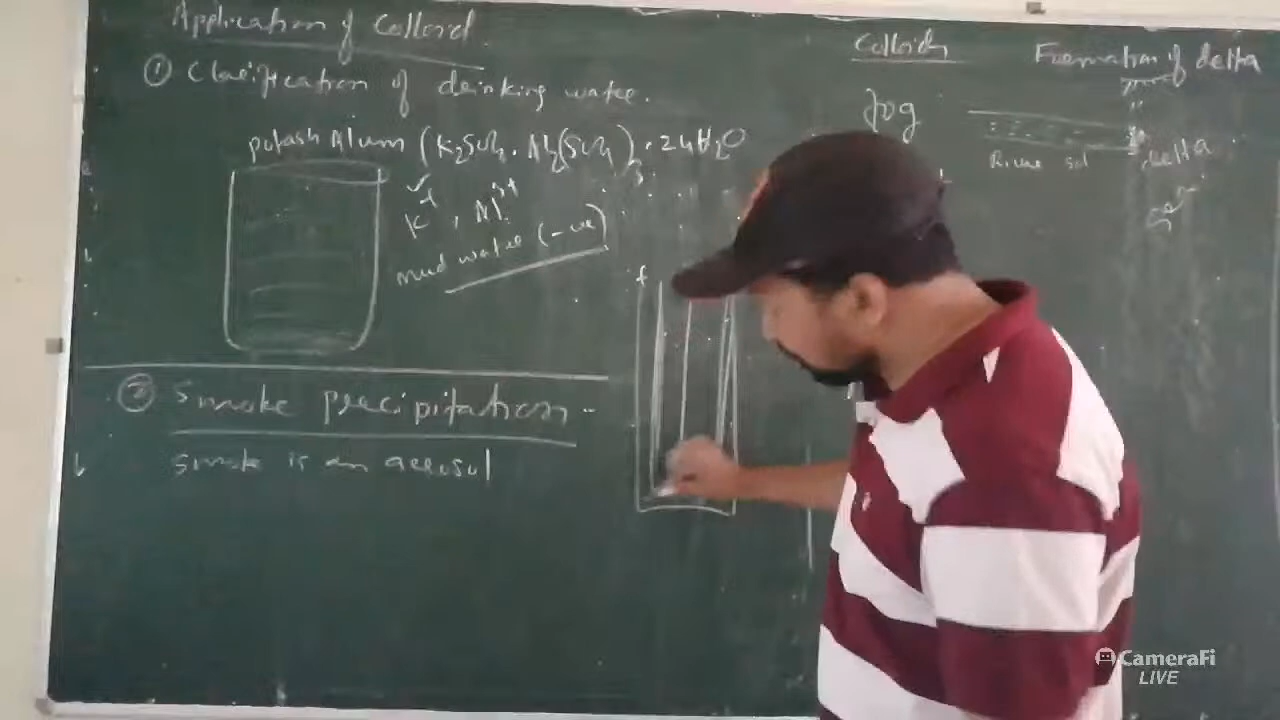 Application of Colloid
① Clarification of drinking water.
potash Alum (K₂SO₄. Al₂(SO₄)₃. 24H₂O
K⁺, Al³⁺
mud water (-ve)
② Smoke precipitation -
Smoke is an aerosol
+
Colloids
fog
Formation of delta
River sol
delta
CameraFi
LIVE